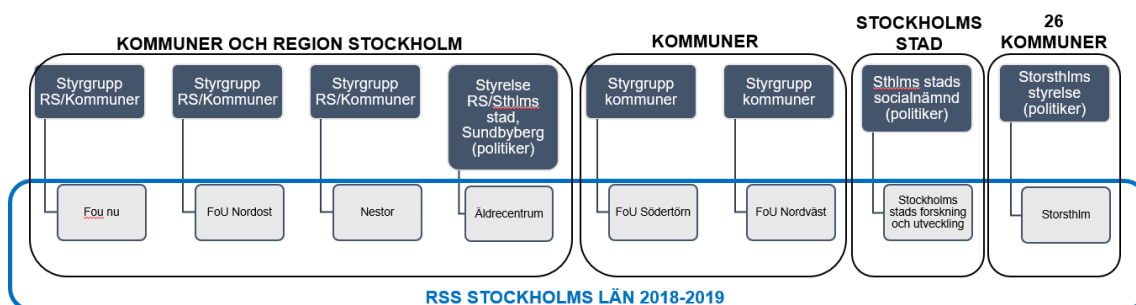 KOMMUNER OCH REGION STOCKHOLM
KOMMUNER
STOCKHOLMS
STAD
26
KOMMUNER
Styrgrupp
RS/Kommuner
Styrgrupp
RS/Kommuner
Styrgrupp
RS/Kommuner
Styrelse
RS/Sthlms
stad,
Sundbyberg
(politiker)
Styrgrupp
kommuner
Styrgrupp
kommuner
Sthlms stads
socialnämnd
(politiker)
Storsthlms
styrelse
(politiker)
Fou nu
FoU Nordost
Nestor
Äldrecentrum
FoU Södertörn
FoU Nordväst
Stockholms
stads forskning
och utveckling
Storsthlm
RSS STOCKHOLMS LÄN 2018-2019